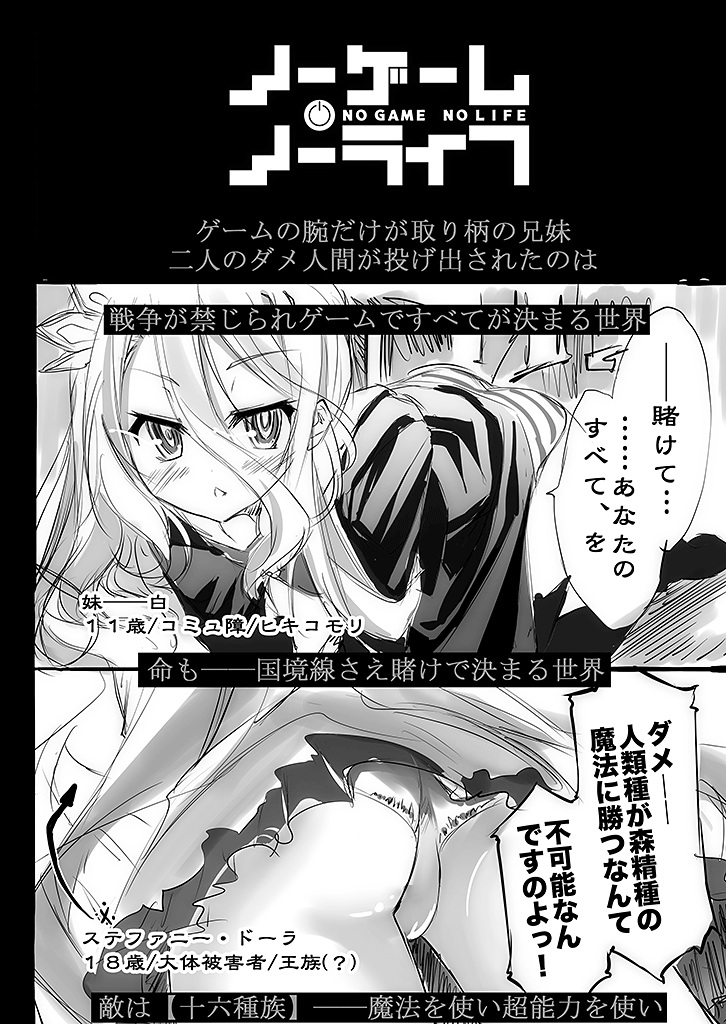 ノーゲーム
NO GAME NO LIFE
ノーライフ
ゲームの腕だけが取り柄の兄妹
二人のダメ人間が投げ出されたのは
戦争が禁じられゲームですべてが決まる世界
――賭けて…
……あなたの
すべて、を
妹――白
11歳/コミュ障/ヒキコモリ
命も――国境線さえ賭けで決まる世界
ダメ――
人類種が森精種の
魔法に勝つなんて
不可能なん
ですのよっ!
ステファニー・ドーラ
18歳/大体被害者/王族(?)
敵は【十六種族】――魔法を使い超能力を使い